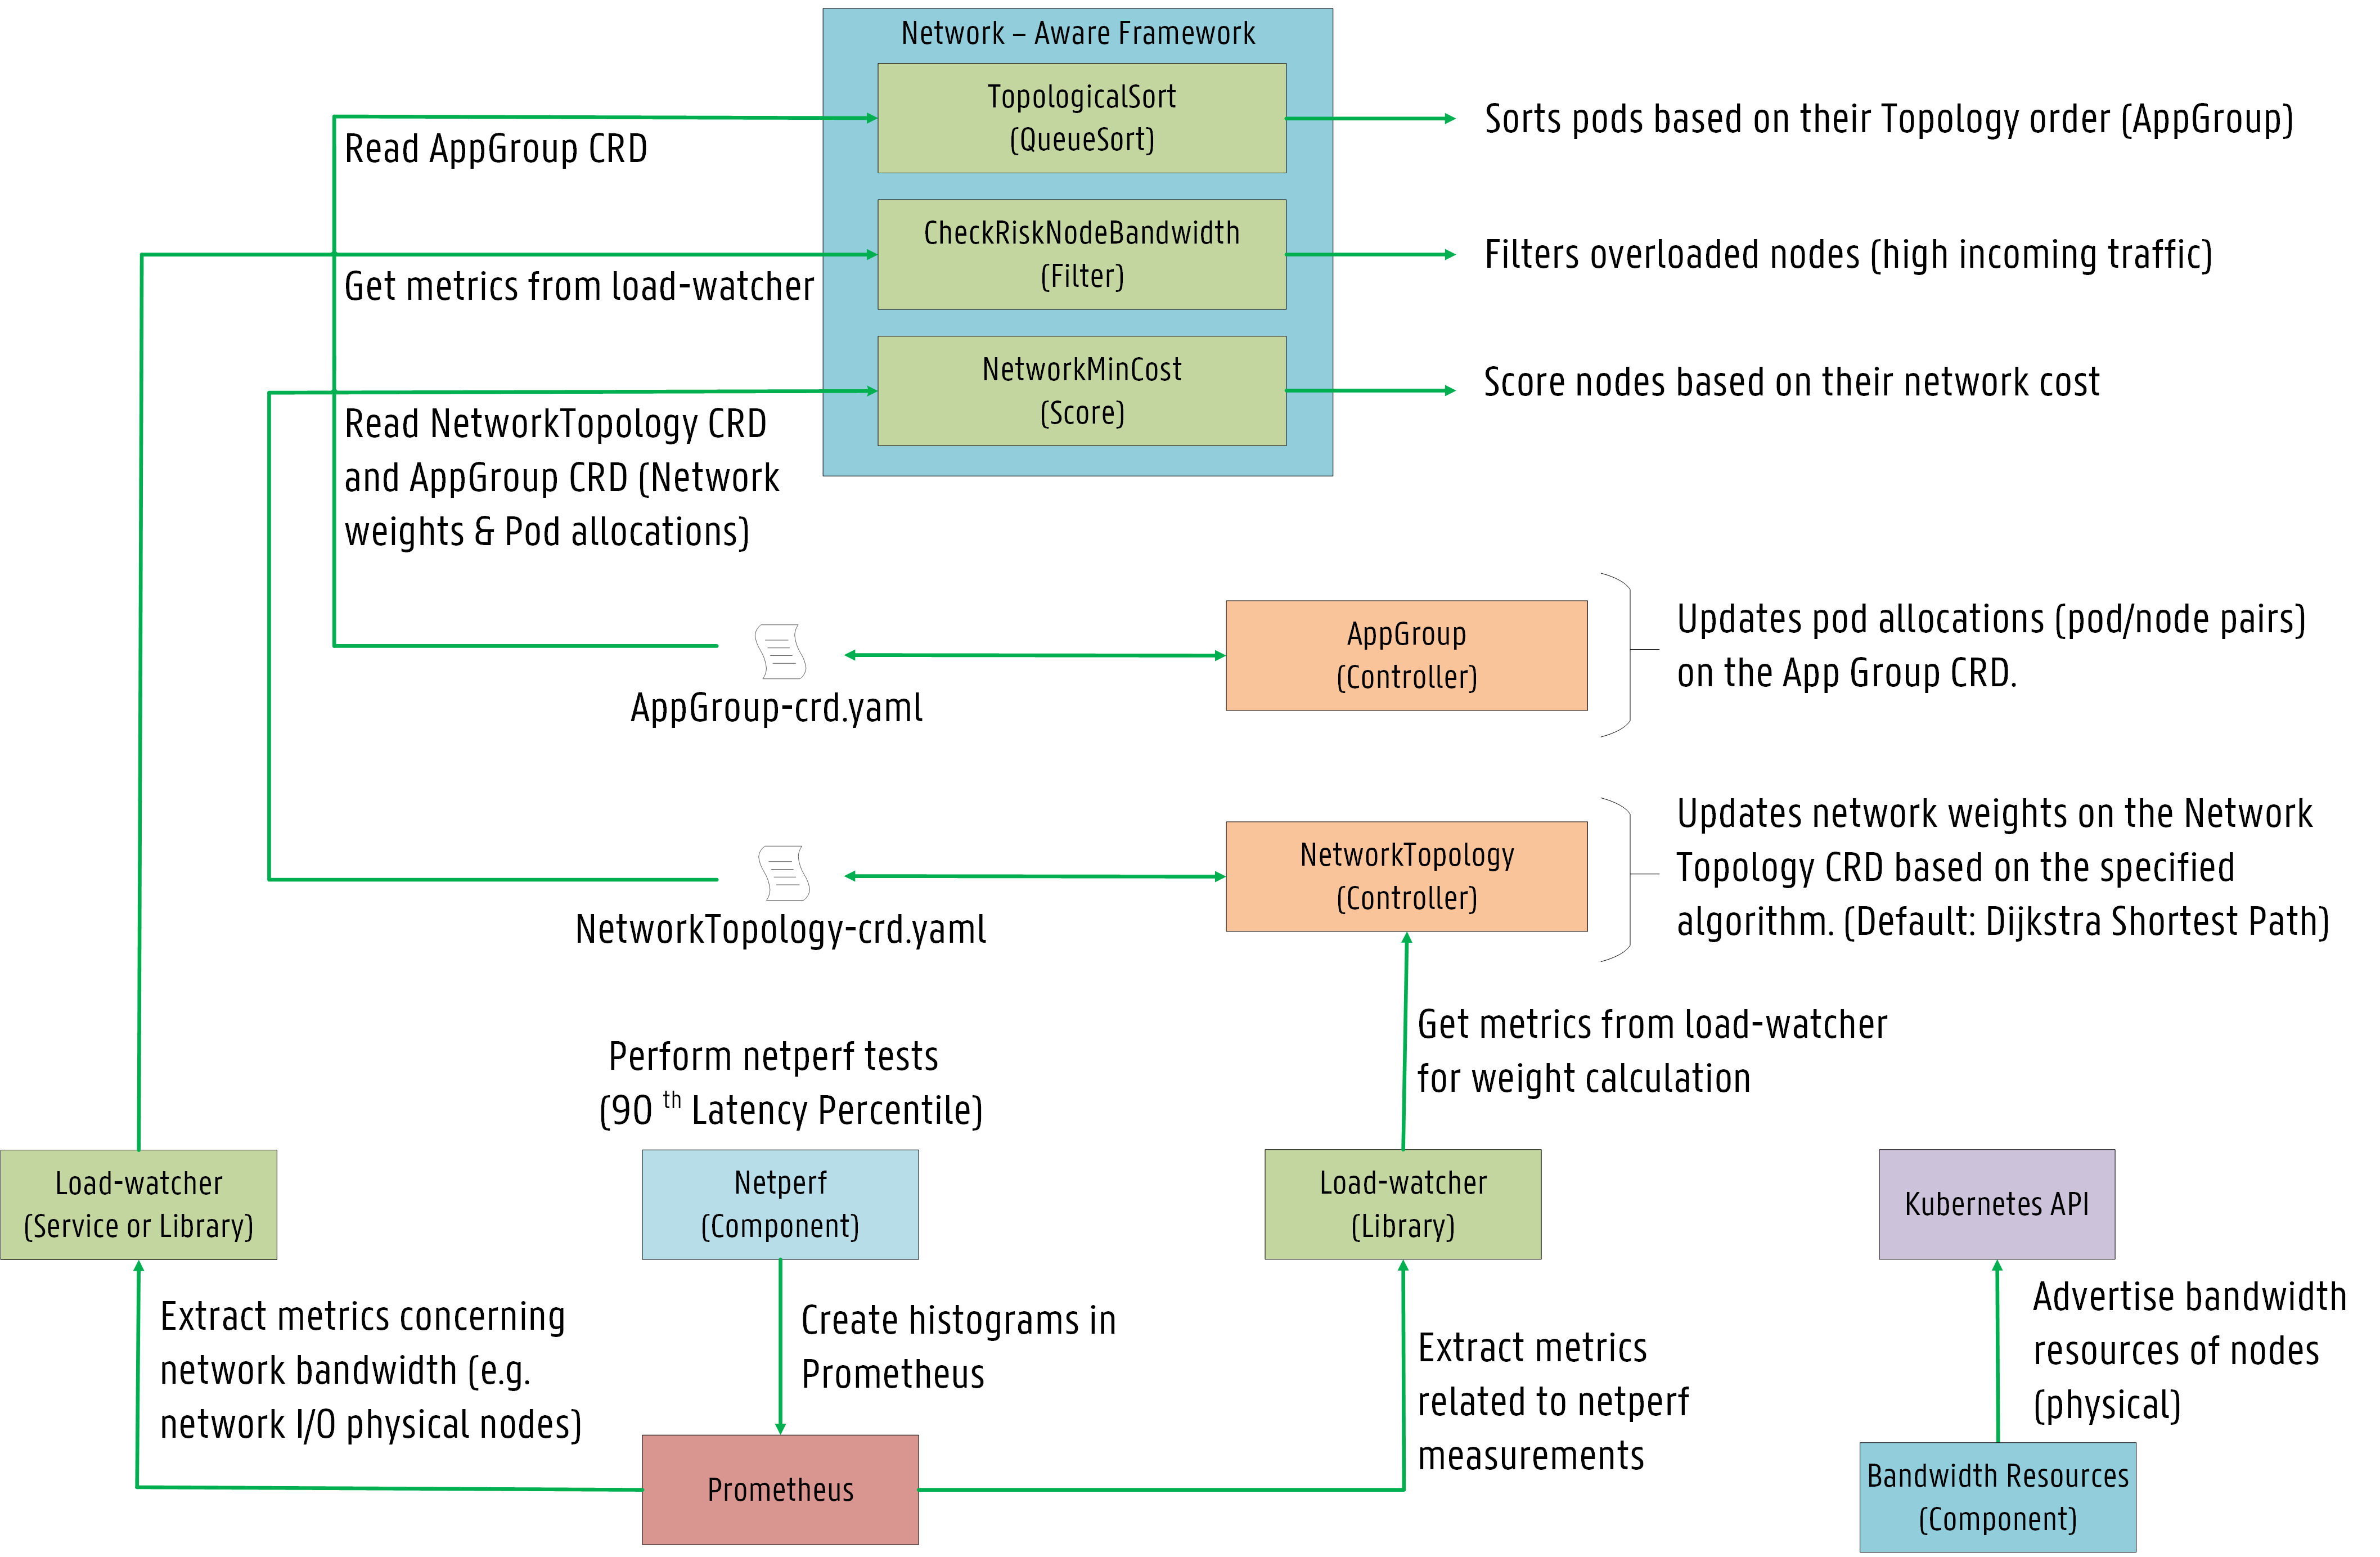 Network – Aware Framework
TopologicalSort
(QueueSort)
Read AppGroup CRD
Sorts pods based on their Topology order (AppGroup)
CheckRiskNodeBandwidth
(Filter)
Get metrics from load-watcher
Filters overloaded nodes (high incoming traffic)
NetworkMinCost
(Score)
Score nodes based on their network cost
Read NetworkTopology CRD
and AppGroup CRD (Network
weights & Pod allocations)
AppGroup-crd.yaml
AppGroup
(Controller)
Updates pod allocations (pod/node pairs)
on the App Group CRD.
NetworkTopology-crd.yaml
NetworkTopology
(Controller)
Updates network weights on the Network
Topology CRD based on the specified
algorithm. (Default: Dijkstra Shortest Path)
Get metrics from load-watcher
for weight calculation
Perform netperf tests
(90 th Latency Percentile)
Load-watcher
(Service or Library)
Netperf
(Component)
Load-watcher
(Library)
Kubernetes API
Extract metrics concerning
network bandwidth (e.g.
network I/O physical nodes)
Create histograms in
Prometheus
Extract metrics
related to netperf
measurements
Advertise bandwidth
resources of nodes
(physical)
Prometheus
Bandwidth Resources
(Component)